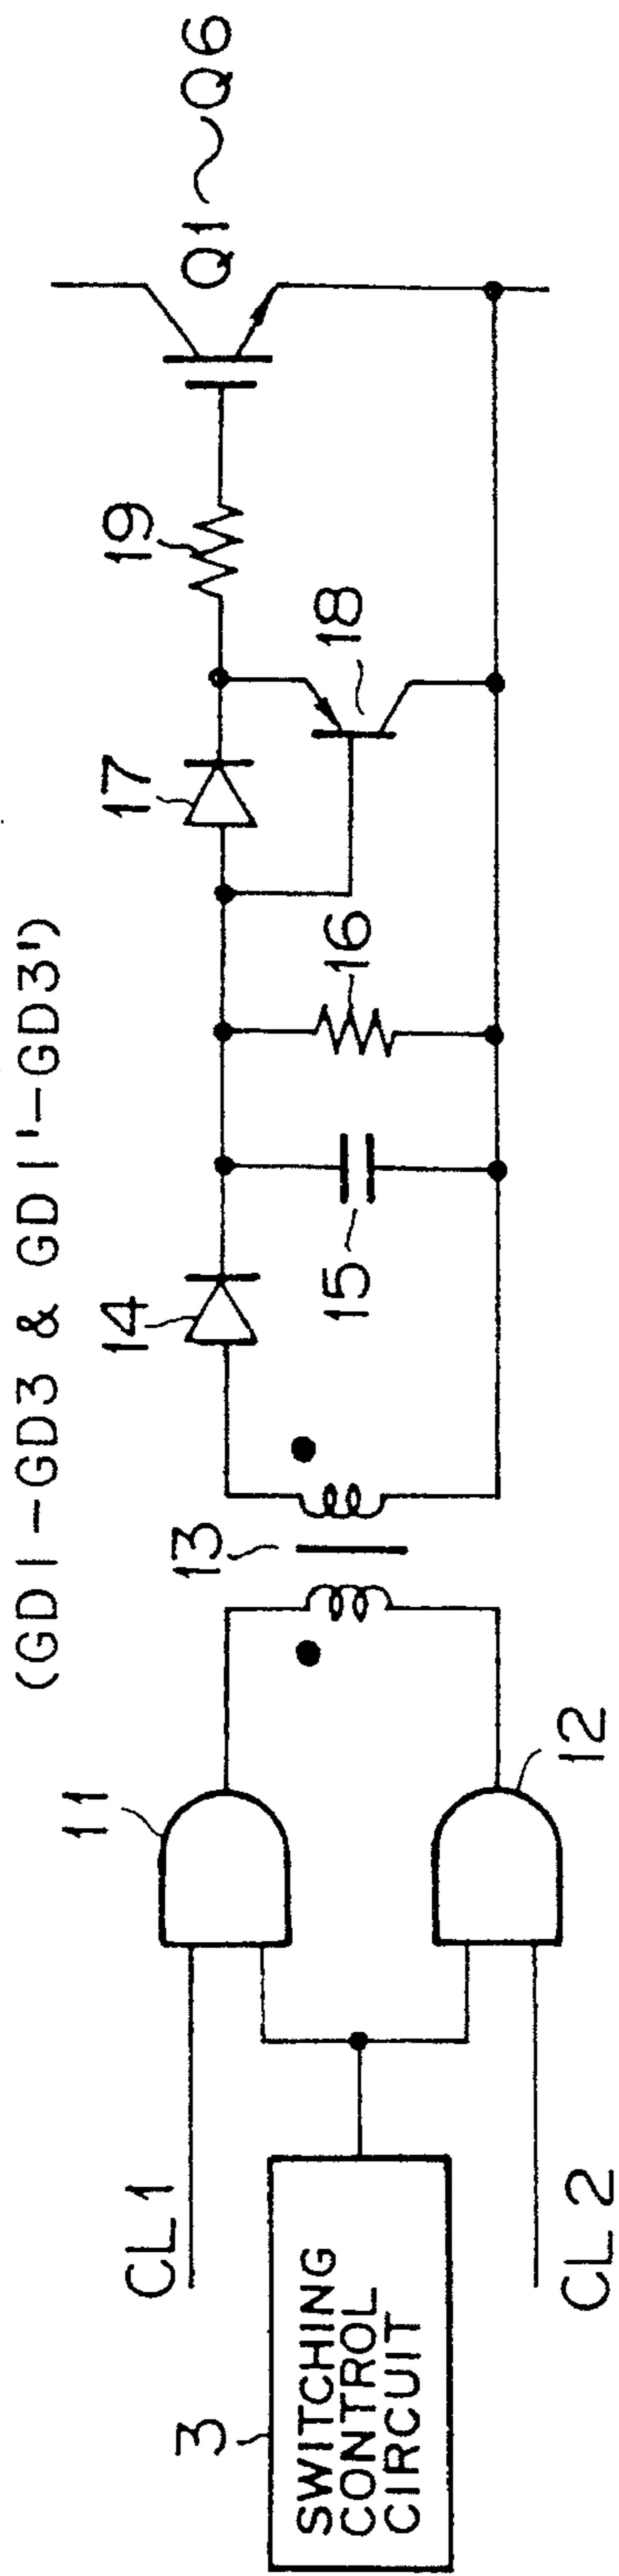 (GD1-GD3 & GD1'-GD3')
3
SWITCHING
CONTROL
CIRCUIT
CL1
CL2
11
12
13
14
15
16
17
18
19
Q1~Q6